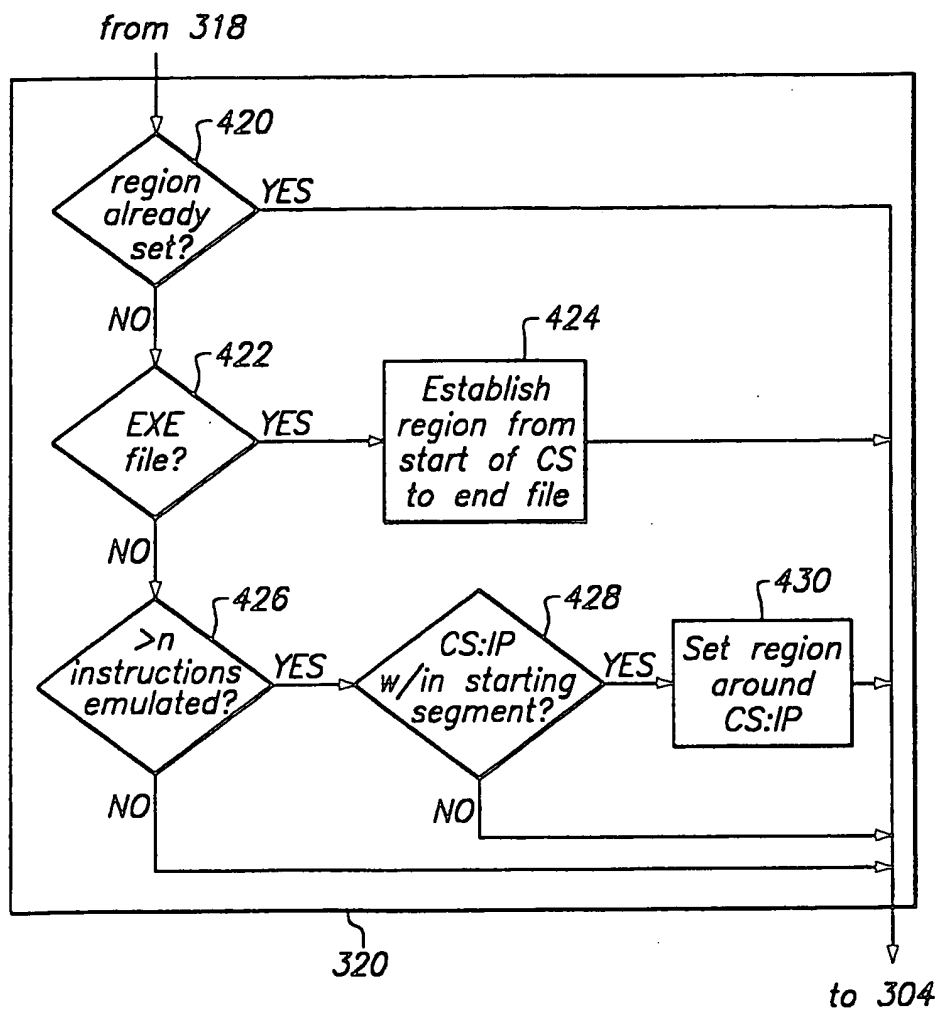 from 318
420
region
already
set?
YES
NO
422
EXE
file?
YES
424
Establish
region from
start of CS
to end file
NO
426
>n
instructions
emulated?
YES
428
CS:IP
w/in starting
segment?
YES
430
Set region
around
CS:IP
NO
NO
320
to 304